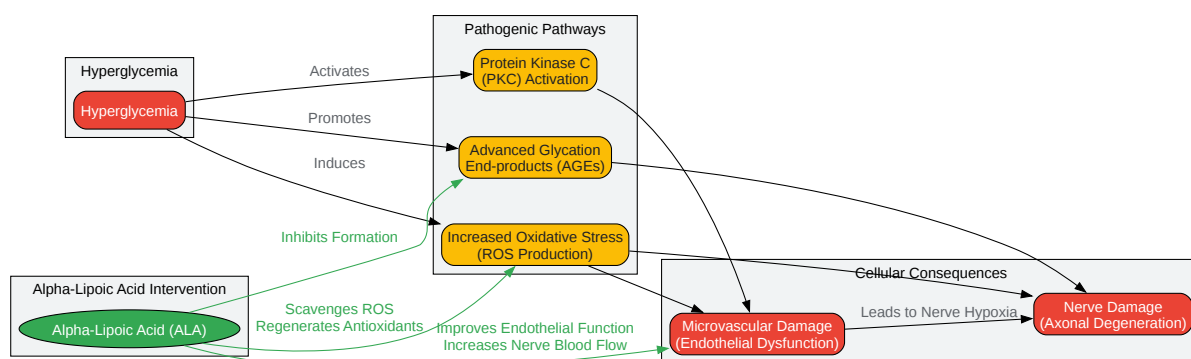 Pathogenic Pathways
Protein Kinase C
(PKC) Activation
Hyperglycemia
Hyperglycemia
Activates
Promotes
Induces
Advanced Glycation
End-products (AGEs)
Increased Oxidative Stress
(ROS Production)
Inhibits Formation
Alpha-Lipoic Acid Intervention
Alpha-Lipoic Acid (ALA)
Scavenges ROS
Regenerates Antioxidants
Improves Endothelial Function
Increases Nerve Blood Flow
Cellular Consequences
Microvascular Damage
(Endothelial Dysfunction)
Leads to Nerve Hypoxia
Nerve Damage
(Axonal Degeneration)